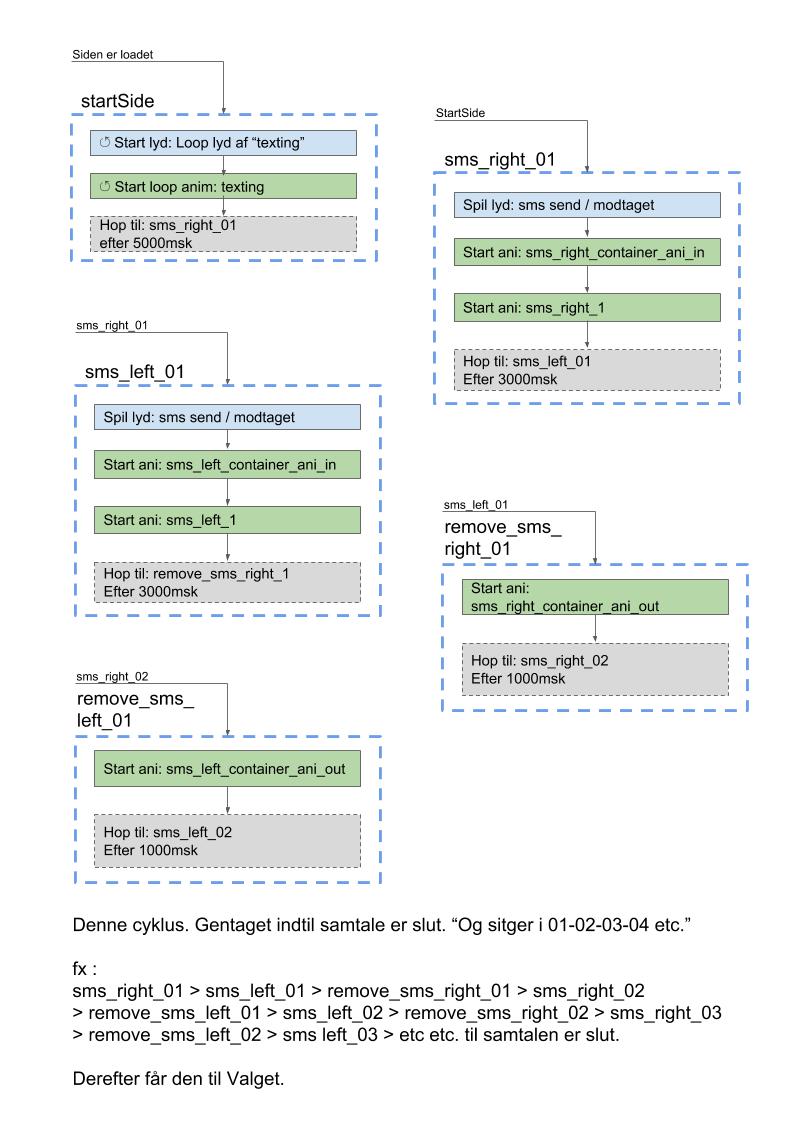 Siden er loadet
startSide
Start lyd: Loop lyd af “texting”
Start loop anim: texting
Hop til: sms_right_01
efter 5000msk
StartSide
sms_right_01
Spil lyd: sms send / modtaget
Start ani: sms_right_container_ani_in
Start ani: sms_right_1
Hop til: sms_left_01
Efter 3000msk
sms_right_01
sms_left_01
Spil lyd: sms send / modtaget
Start ani: sms_left_container_ani_in
Start ani: sms_left_1
Hop til: remove_sms_right_1
Efter 3000msk
sms_left_01
remove_sms_
right_01
Start ani:
sms_right_container_ani_out
Hop til: sms_right_02
Efter 1000msk
sms_right_02
remove_sms_
left_01
Start ani: sms_left_container_ani_out
Hop til: sms_left_02
Efter 1000msk
Denne cyklus. Gentaget indtil samtale er slut. “Og sitger i 01-02-03-04 etc.”
fx :
sms_right_01 > sms_left_01 > remove_sms_right_01 > sms_right_02
> remove_sms_left_01 > sms_left_02 > remove_sms_right_02 > sms_right_03
> remove_sms_left_02 > sms left_03 > etc etc. til samtalen er slut.
Derefter får den til Valget.